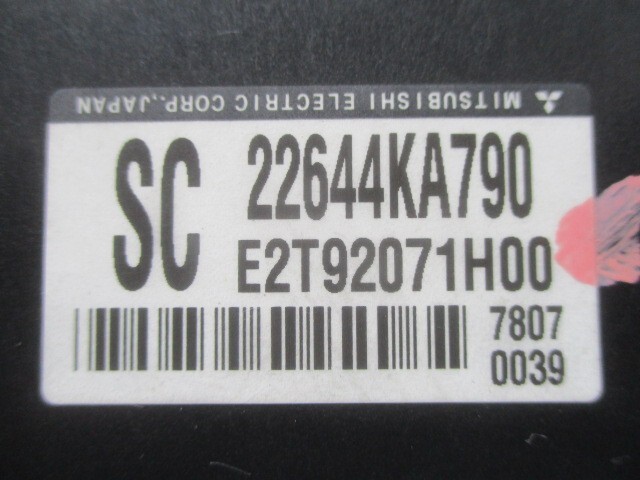 MITSUBISHI ELECTRIC CORP.,JAPAN
SC 22644KA790
E2T92071H00
7807
0039